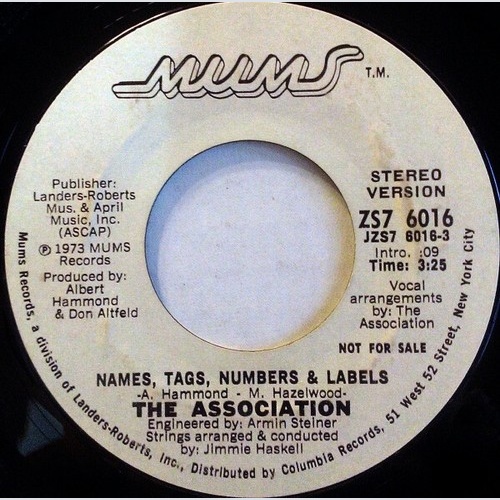 MUMS T.M.
Publisher:
Landers-Roberts
Mus. & April
Music, Inc.
(ASCAP)
℗ 1973 MUMS
Records
Produced by:
Albert
Hammond
& Don Altfeld
STEREO
VERSION
ZS7 6016
JZS7 6016-3
Intro. :09
Time: 3:25
Vocal
arrangements
by: The
Association
NOT FOR SALE
NAMES, TAGS, NUMBERS & LABELS
-A. Hammond - M. Hazelwood-
THE ASSOCIATION
Engineered by: Armin Steiner
Strings arranged & conducted
by: Jimmie Haskell
Mums Records, a division of Landers-Roberts, Inc., Distributed by Columbia Records, 51 West 52 Street, New York City